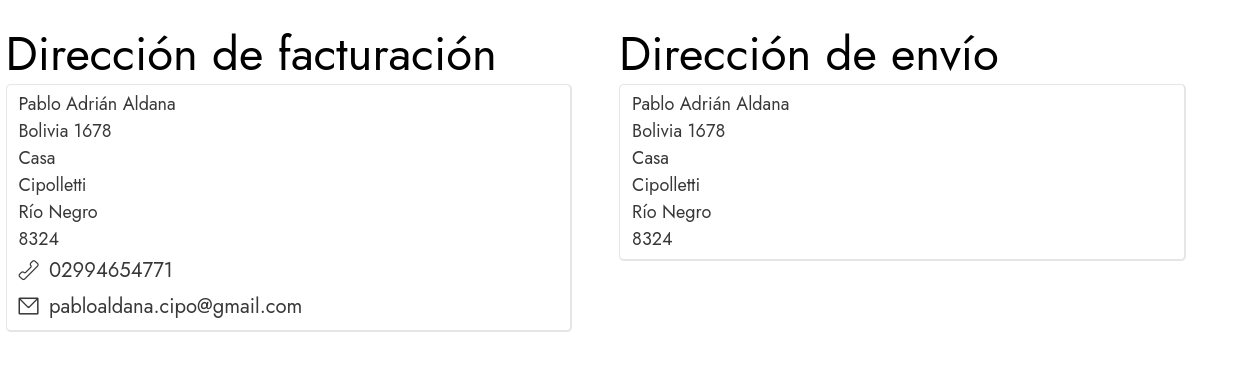 Dirección de facturación
Pablo Adrián Aldana
Bolivia 1678
Casa
Cipolletti
Río Negro
8324
02994654771
pabloaldana.cipo@gmail.com
Dirección de envío
Pablo Adrián Aldana
Bolivia 1678
Casa
Cipolletti
Río Negro
8324